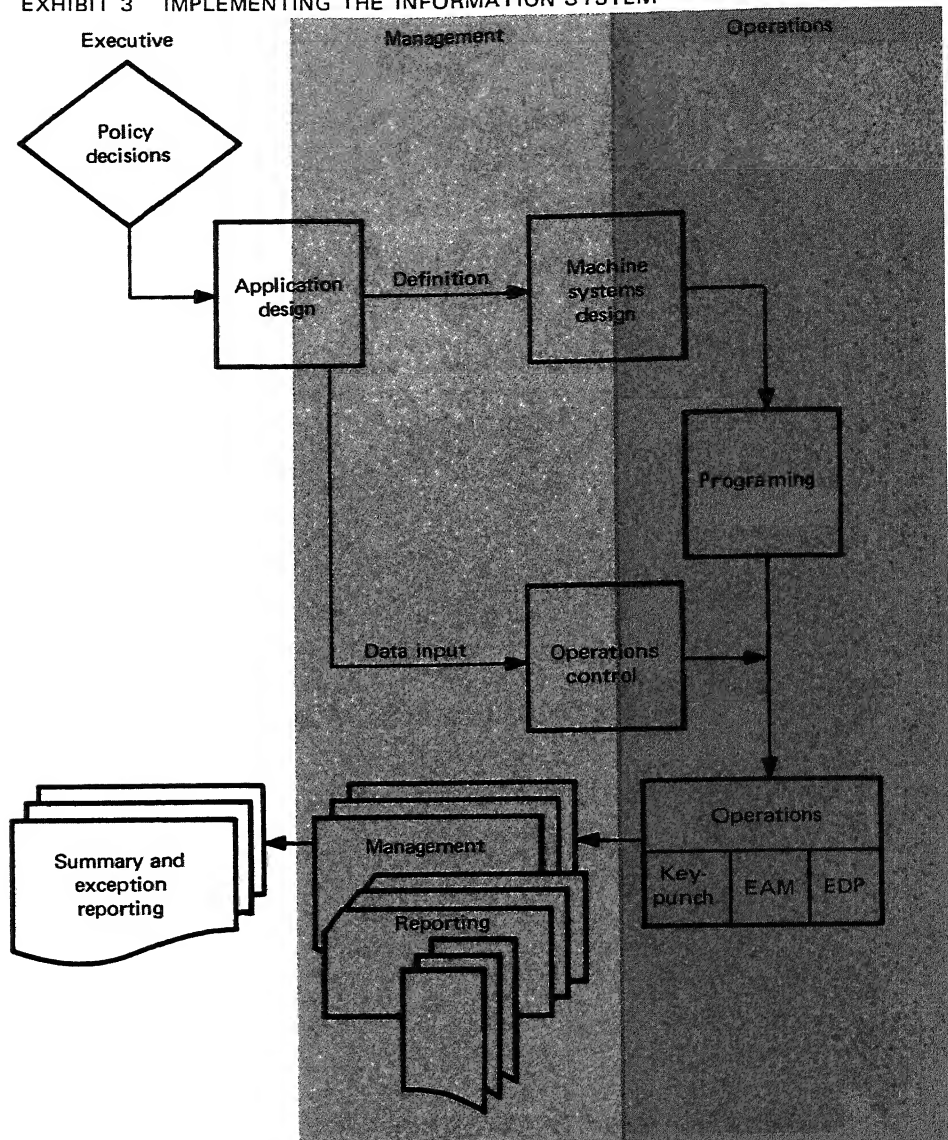 EXHIBIT 3 IMPLEMENTING THE INFORMATION SYSTEM
Executive
Management
Operations
Policy
decisions
Application
design
Definition
Machine
systems
design
Programing
Data input
Operations
control
Operations
Key-
punch
EAM
EDP
Management
Reporting
Summary and
exception
reporting